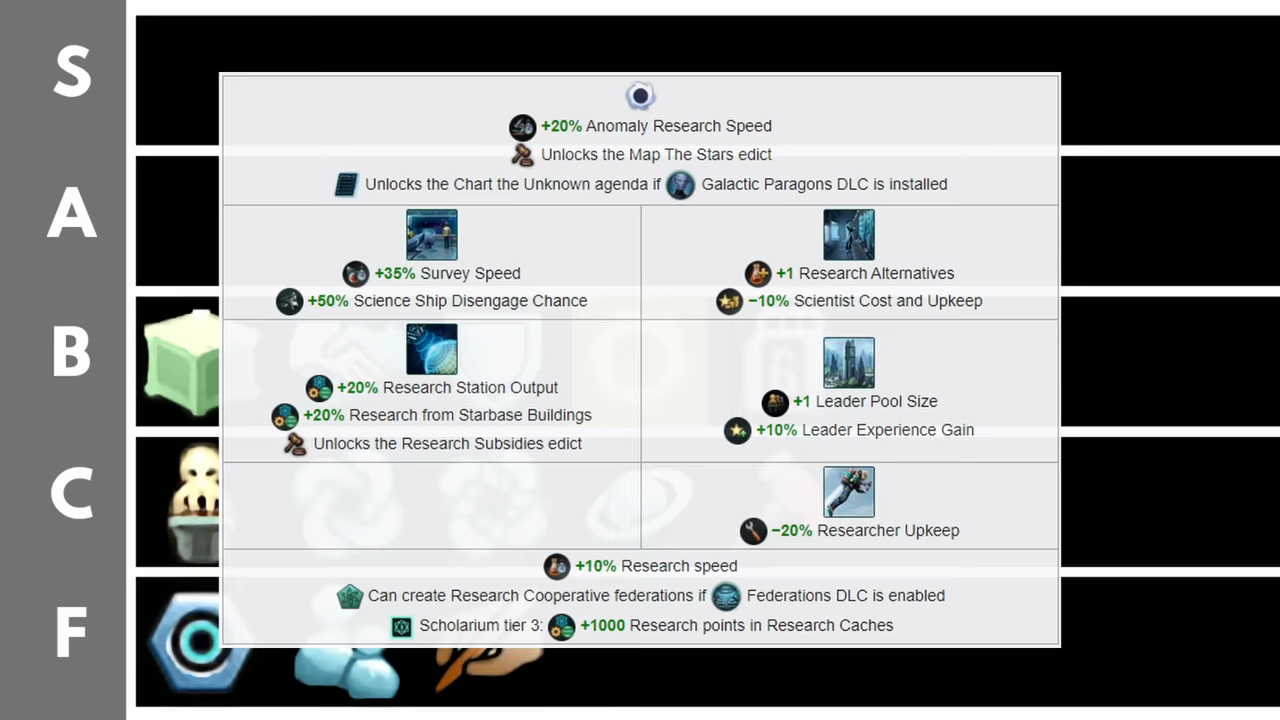 S
+20% Anomaly Research Speed
Unlocks the Map The Stars edict
Unlocks the Chart the Unknown agenda if Galactic Paragons DLC is installed
A
+35% Survey Speed
+50% Science Ship Disengage Chance
+1 Research Alternatives
−10% Scientist Cost and Upkeep
B
+20% Research Station Output
+20% Research from Starbase Buildings
Unlocks the Research Subsidies edict
+1 Leader Pool Size
+10% Leader Experience Gain
C
−20% Researcher Upkeep
+10% Research speed
Can create Research Cooperative federations if Federations DLC is enabled
Scholarium tier 3: +1000 Research points in Research Caches
F